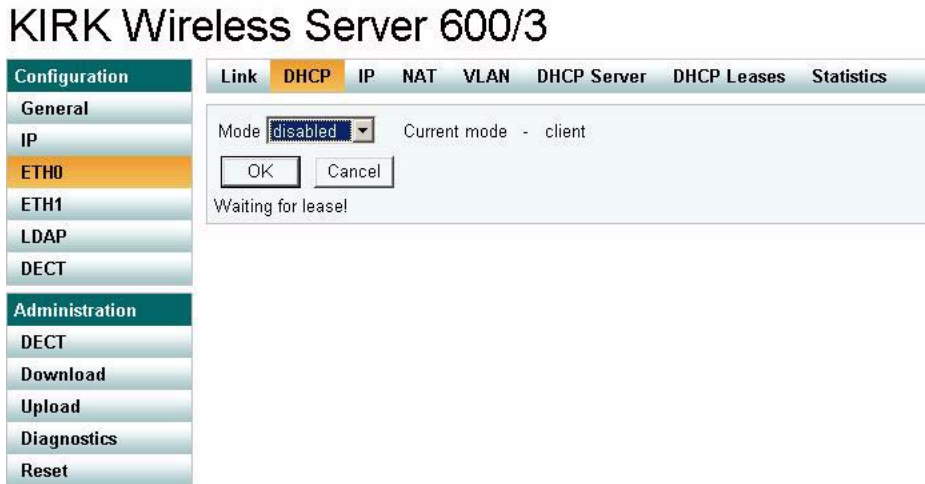 KIRK Wireless Server 600/3
Configuration
General
IP
ETH0
ETH1
LDAP
DECT
Administration
DECT
Download
Upload
Diagnostics
Reset
Link DHCP IP NAT VLAN DHCP Server DHCP Leases Statistics
Mode disabled Current mode - client
OK Cancel
Waiting for lease!